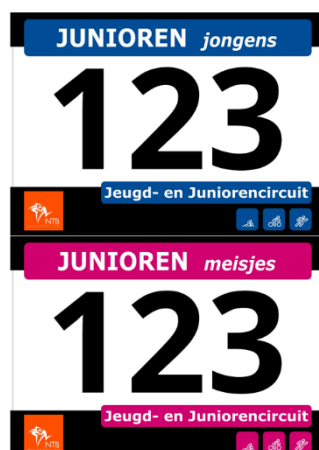 JUNIOREN jongens
123
Jeugd- en Juniorencircuit
NTB
JUNIOREN meisjes
123
Jeugd- en Juniorencircuit
NTB